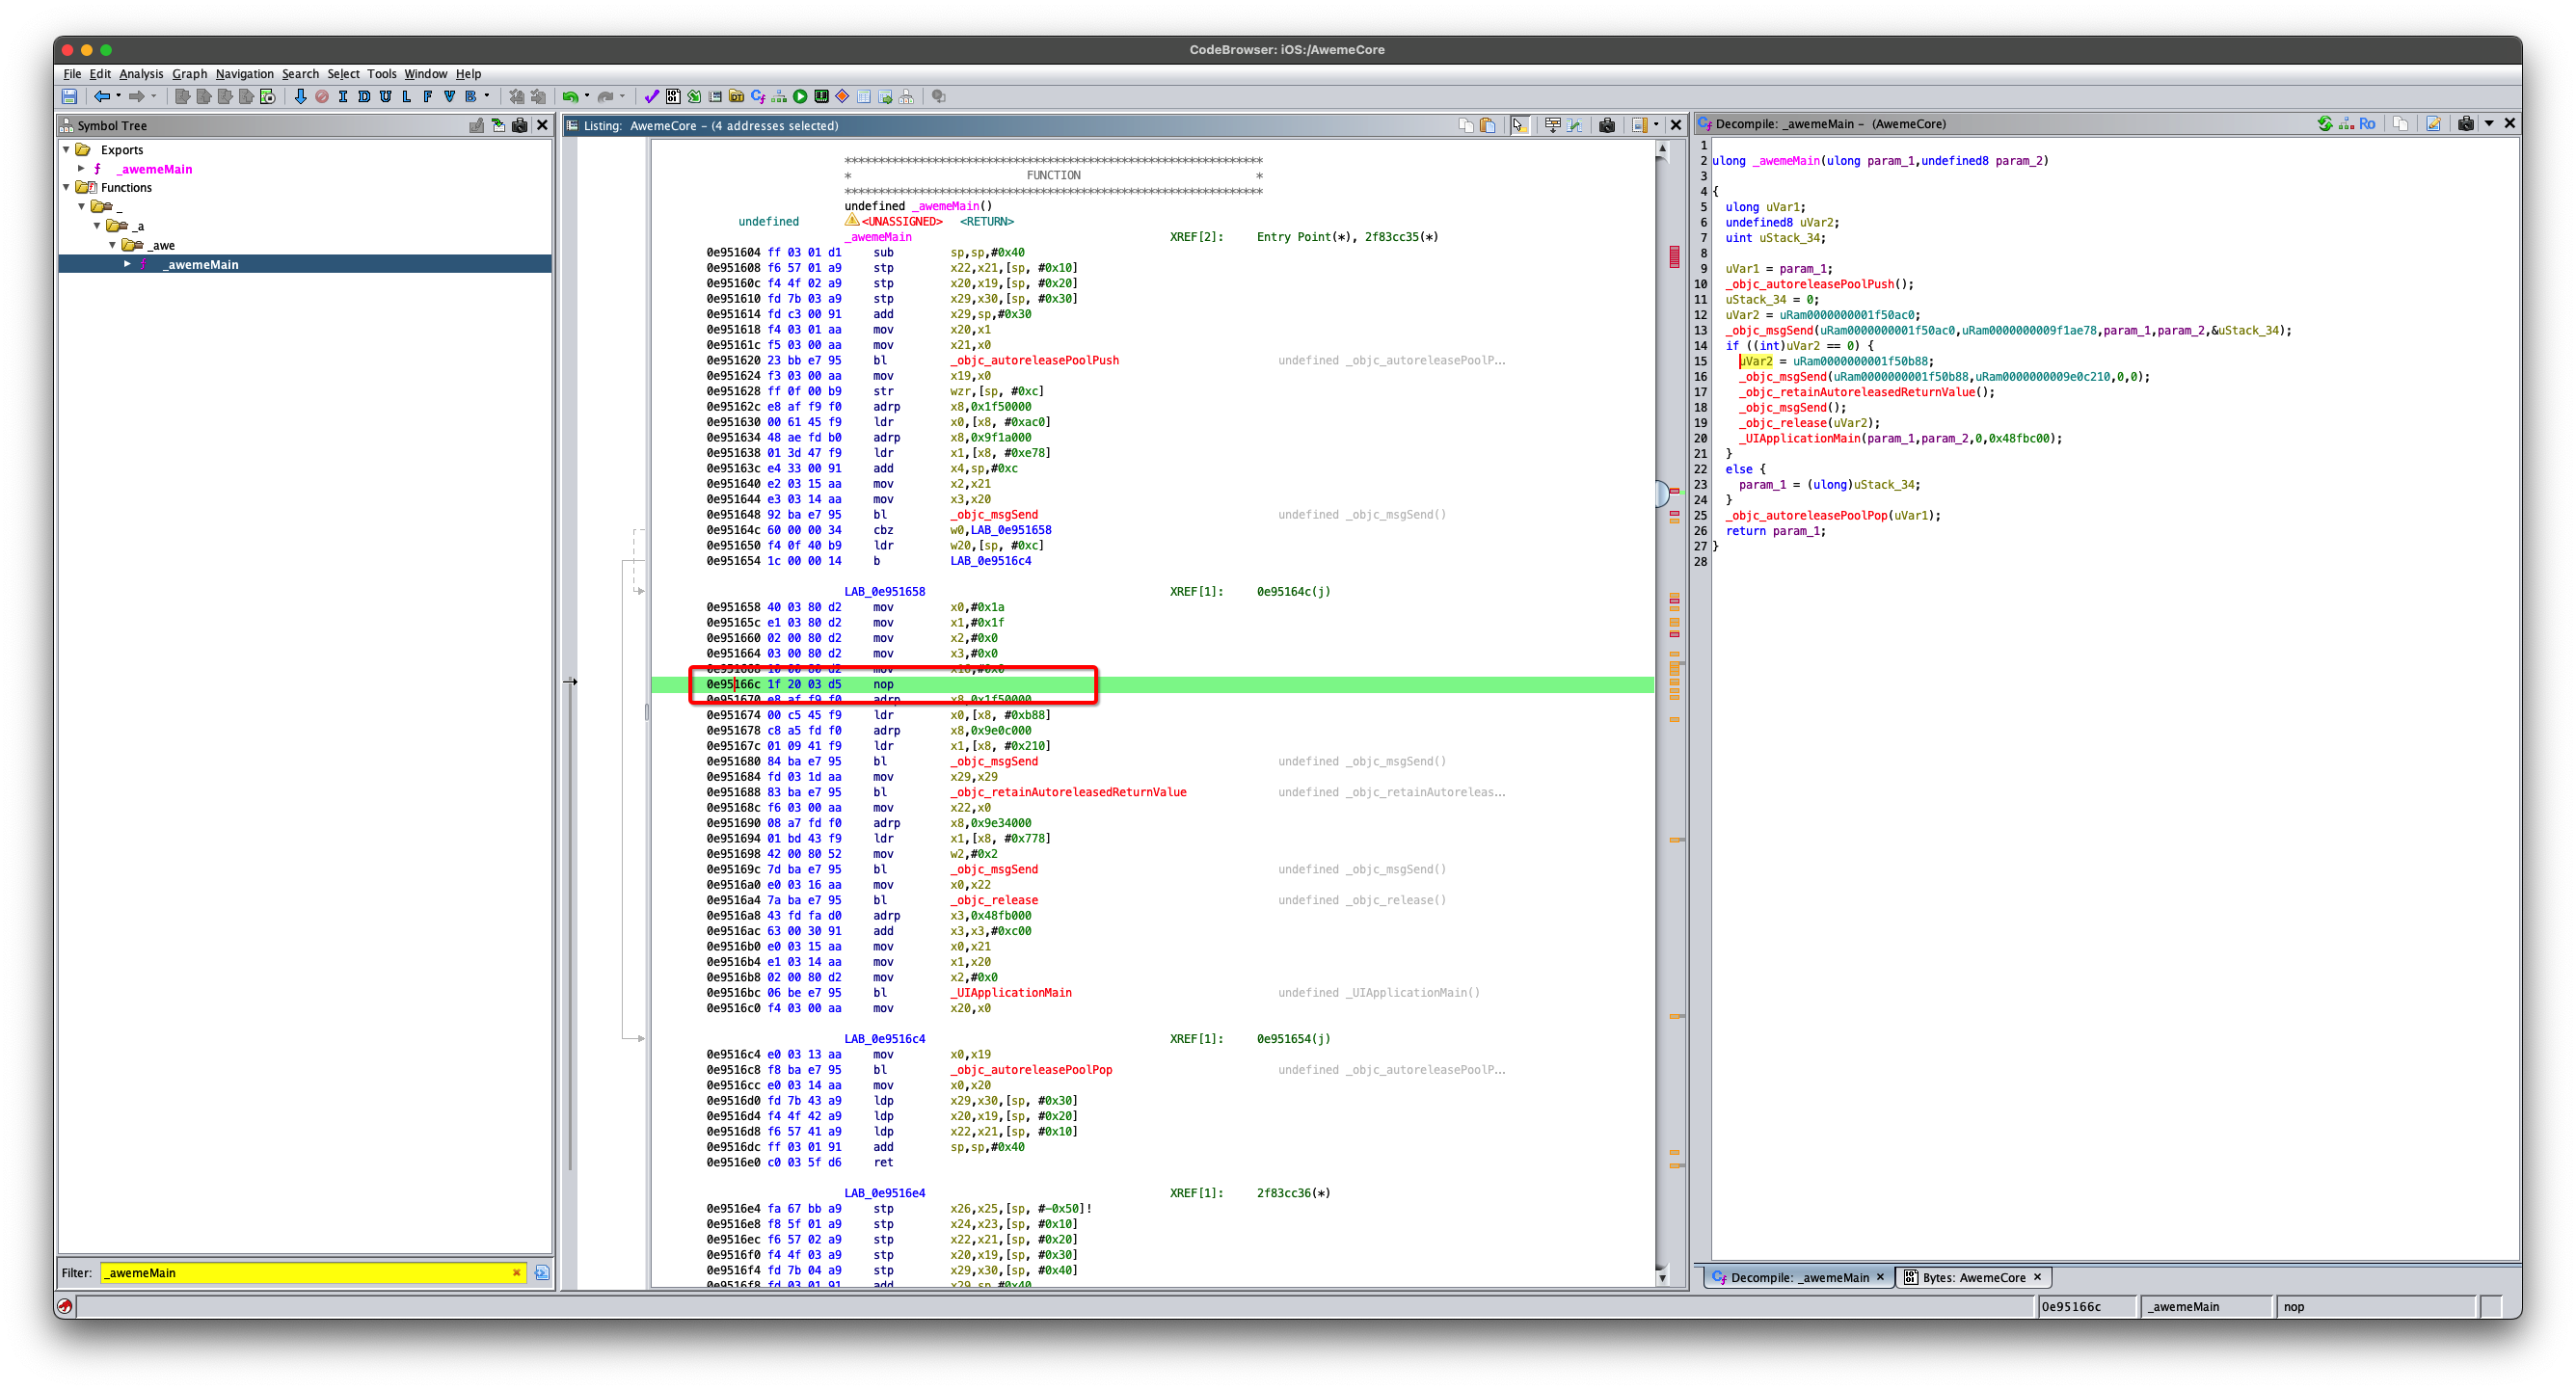 CodeBrowser: iOS:/AwemeCore
File Edit Analysis Graph Navigation Search Select Tools Window Help
I D U L F V B
Symbol Tree
Exports
f _awemeMain
Functions
_
_a
_awe
f _awemeMain
Filter: _awemeMain
Listing: AwemeCore - (4 addresses selected)
**************************************************************
* FUNCTION *
**************************************************************
undefined _awemeMain()
undefined <UNASSIGNED> <RETURN>
_awemeMain XREF[2]: Entry Point(*), 2f83cc35(*)
0e951604 ff 03 01 d1 sub sp,sp,#0x40
0e951608 f6 57 01 a9 stp x22,x21,[sp, #0x10]
0e95160c f4 4f 02 a9 stp x20,x19,[sp, #0x20]
0e951610 fd 7b 03 a9 stp x29,x30,[sp, #0x30]
0e951614 fd c3 00 91 add x29,sp,#0x30
0e951618 f4 03 01 aa mov x20,x1
0e95161c f5 03 00 aa mov x21,x0
0e951620 23 bb e7 95 bl _objc_autoreleasePoolPush undefined _objc_autoreleasePoolP...
0e951624 f3 03 00 aa mov x19,x0
0e951628 ff 0f 00 b9 str wzr,[sp, #0xc]
0e95162c e8 af f9 f0 adrp x8,0x1f50000
0e951630 00 61 45 f9 ldr x0,[x8, #0xac0]
0e951634 48 ae fd b0 adrp x8,0x9f1a000
0e951638 01 3d 47 f9 ldr x1,[x8, #0xe78]
0e95163c e4 33 00 91 add x4,sp,#0xc
0e951640 e2 03 15 aa mov x2,x21
0e951644 e3 03 14 aa mov x3,x20
0e951648 92 ba e7 95 bl _objc_msgSend undefined _objc_msgSend()
0e95164c 60 00 00 34 cbz w0,LAB_0e951658
0e951650 f4 0f 40 b9 ldr w20,[sp, #0xc]
0e951654 1c 00 00 14 b LAB_0e9516c4
LAB_0e951658 XREF[1]: 0e95164c(j)
0e951658 40 03 80 d2 mov x0,#0x1a
0e95165c e1 03 80 d2 mov x1,#0x1f
0e951660 02 00 80 d2 mov x2,#0x0
0e951664 03 00 80 d2 mov x3,#0x0
0e951668 10 00 80 d2 mov x16,#0x0
0e95166c 1f 20 03 d5 nop
0e951670 e8 af f9 f0 adrp x8,0x1f50000
0e951674 00 c5 45 f9 ldr x0,[x8, #0xb88]
0e951678 c8 a5 fd f0 adrp x8,0x9e0c000
0e95167c 01 09 41 f9 ldr x1,[x8, #0x210]
0e951680 84 ba e7 95 bl _objc_msgSend undefined _objc_msgSend()
0e951684 fd 03 1d aa mov x29,x29
0e951688 83 ba e7 95 bl _objc_retainAutoreleasedReturnValue undefined _objc_retainAutoreleas...
0e95168c f6 03 00 aa mov x22,x0
0e951690 08 a7 fd f0 adrp x8,0x9e34000
0e951694 01 bd 43 f9 ldr x1,[x8, #0x778]
0e951698 42 00 80 52 mov w2,#0x2
0e95169c 7d ba e7 95 bl _objc_msgSend undefined _objc_msgSend()
0e9516a0 e0 03 16 aa mov x0,x22
0e9516a4 7a ba e7 95 bl _objc_release undefined _objc_release()
0e9516a8 43 fd fa d0 adrp x3,0x48fb000
0e9516ac 63 00 30 91 add x3,x3,#0xc00
0e9516b0 e0 03 15 aa mov x0,x21
0e9516b4 e1 03 14 aa mov x1,x20
0e9516b8 02 00 80 d2 mov x2,#0x0
0e9516bc 06 be e7 95 bl _UIApplicationMain undefined _UIApplicationMain()
0e9516c0 f4 03 00 aa mov x20,x0
LAB_0e9516c4 XREF[1]: 0e951654(j)
0e9516c4 e0 03 13 aa mov x0,x19
0e9516c8 f8 ba e7 95 bl _objc_autoreleasePoolPop undefined _objc_autoreleasePoolP...
0e9516cc e0 03 14 aa mov x0,x20
0e9516d0 fd 7b 43 a9 ldp x29,x30,[sp, #0x30]
0e9516d4 f4 4f 42 a9 ldp x20,x19,[sp, #0x20]
0e9516d8 f6 57 41 a9 ldp x22,x21,[sp, #0x10]
0e9516dc ff 03 01 91 add sp,sp,#0x40
0e9516e0 c0 03 5f d6 ret
LAB_0e9516e4 XREF[1]: 2f83cc36(*)
0e9516e4 fa 67 bb a9 stp x26,x25,[sp, #-0x50]!
0e9516e8 f8 5f 01 a9 stp x24,x23,[sp, #0x10]
0e9516ec f6 57 02 a9 stp x22,x21,[sp, #0x20]
0e9516f0 f4 4f 03 a9 stp x20,x19,[sp, #0x30]
0e9516f4 fd 7b 04 a9 stp x29,x30,[sp, #0x40]
0e9516f8 fd 03 01 91 add x29,sp,#0x40
Decompile: _awemeMain - (AwemeCore)
Ro
1
2 ulong _awemeMain(ulong param_1,undefined8 param_2)
3
4 {
5 ulong uVar1;
6 undefined8 uVar2;
7 uint uStack_34;
8
9 uVar1 = param_1;
10 _objc_autoreleasePoolPush();
11 uStack_34 = 0;
12 uVar2 = uRam0000000001f50ac0;
13 _objc_msgSend(uRam0000000001f50ac0,uRam0000000009f1ae78,param_1,param_2,&uStack_34);
14 if ((int)uVar2 == 0) {
15 uVar2 = uRam0000000001f50b88;
16 _objc_msgSend(uRam0000000001f50b88,uRam0000000009e0c210,0,0);
17 _objc_retainAutoreleasedReturnValue();
18 _objc_msgSend();
19 _objc_release(uVar2);
20 _UIApplicationMain(param_1,param_2,0,0x48fbc00);
21 }
22 else {
23 param_1 = (ulong)uStack_34;
24 }
25 _objc_autoreleasePoolPop(uVar1);
26 return param_1;
27 }
28
Decompile: _awemeMain × Bytes: AwemeCore ×
0e95166c _awemeMain nop